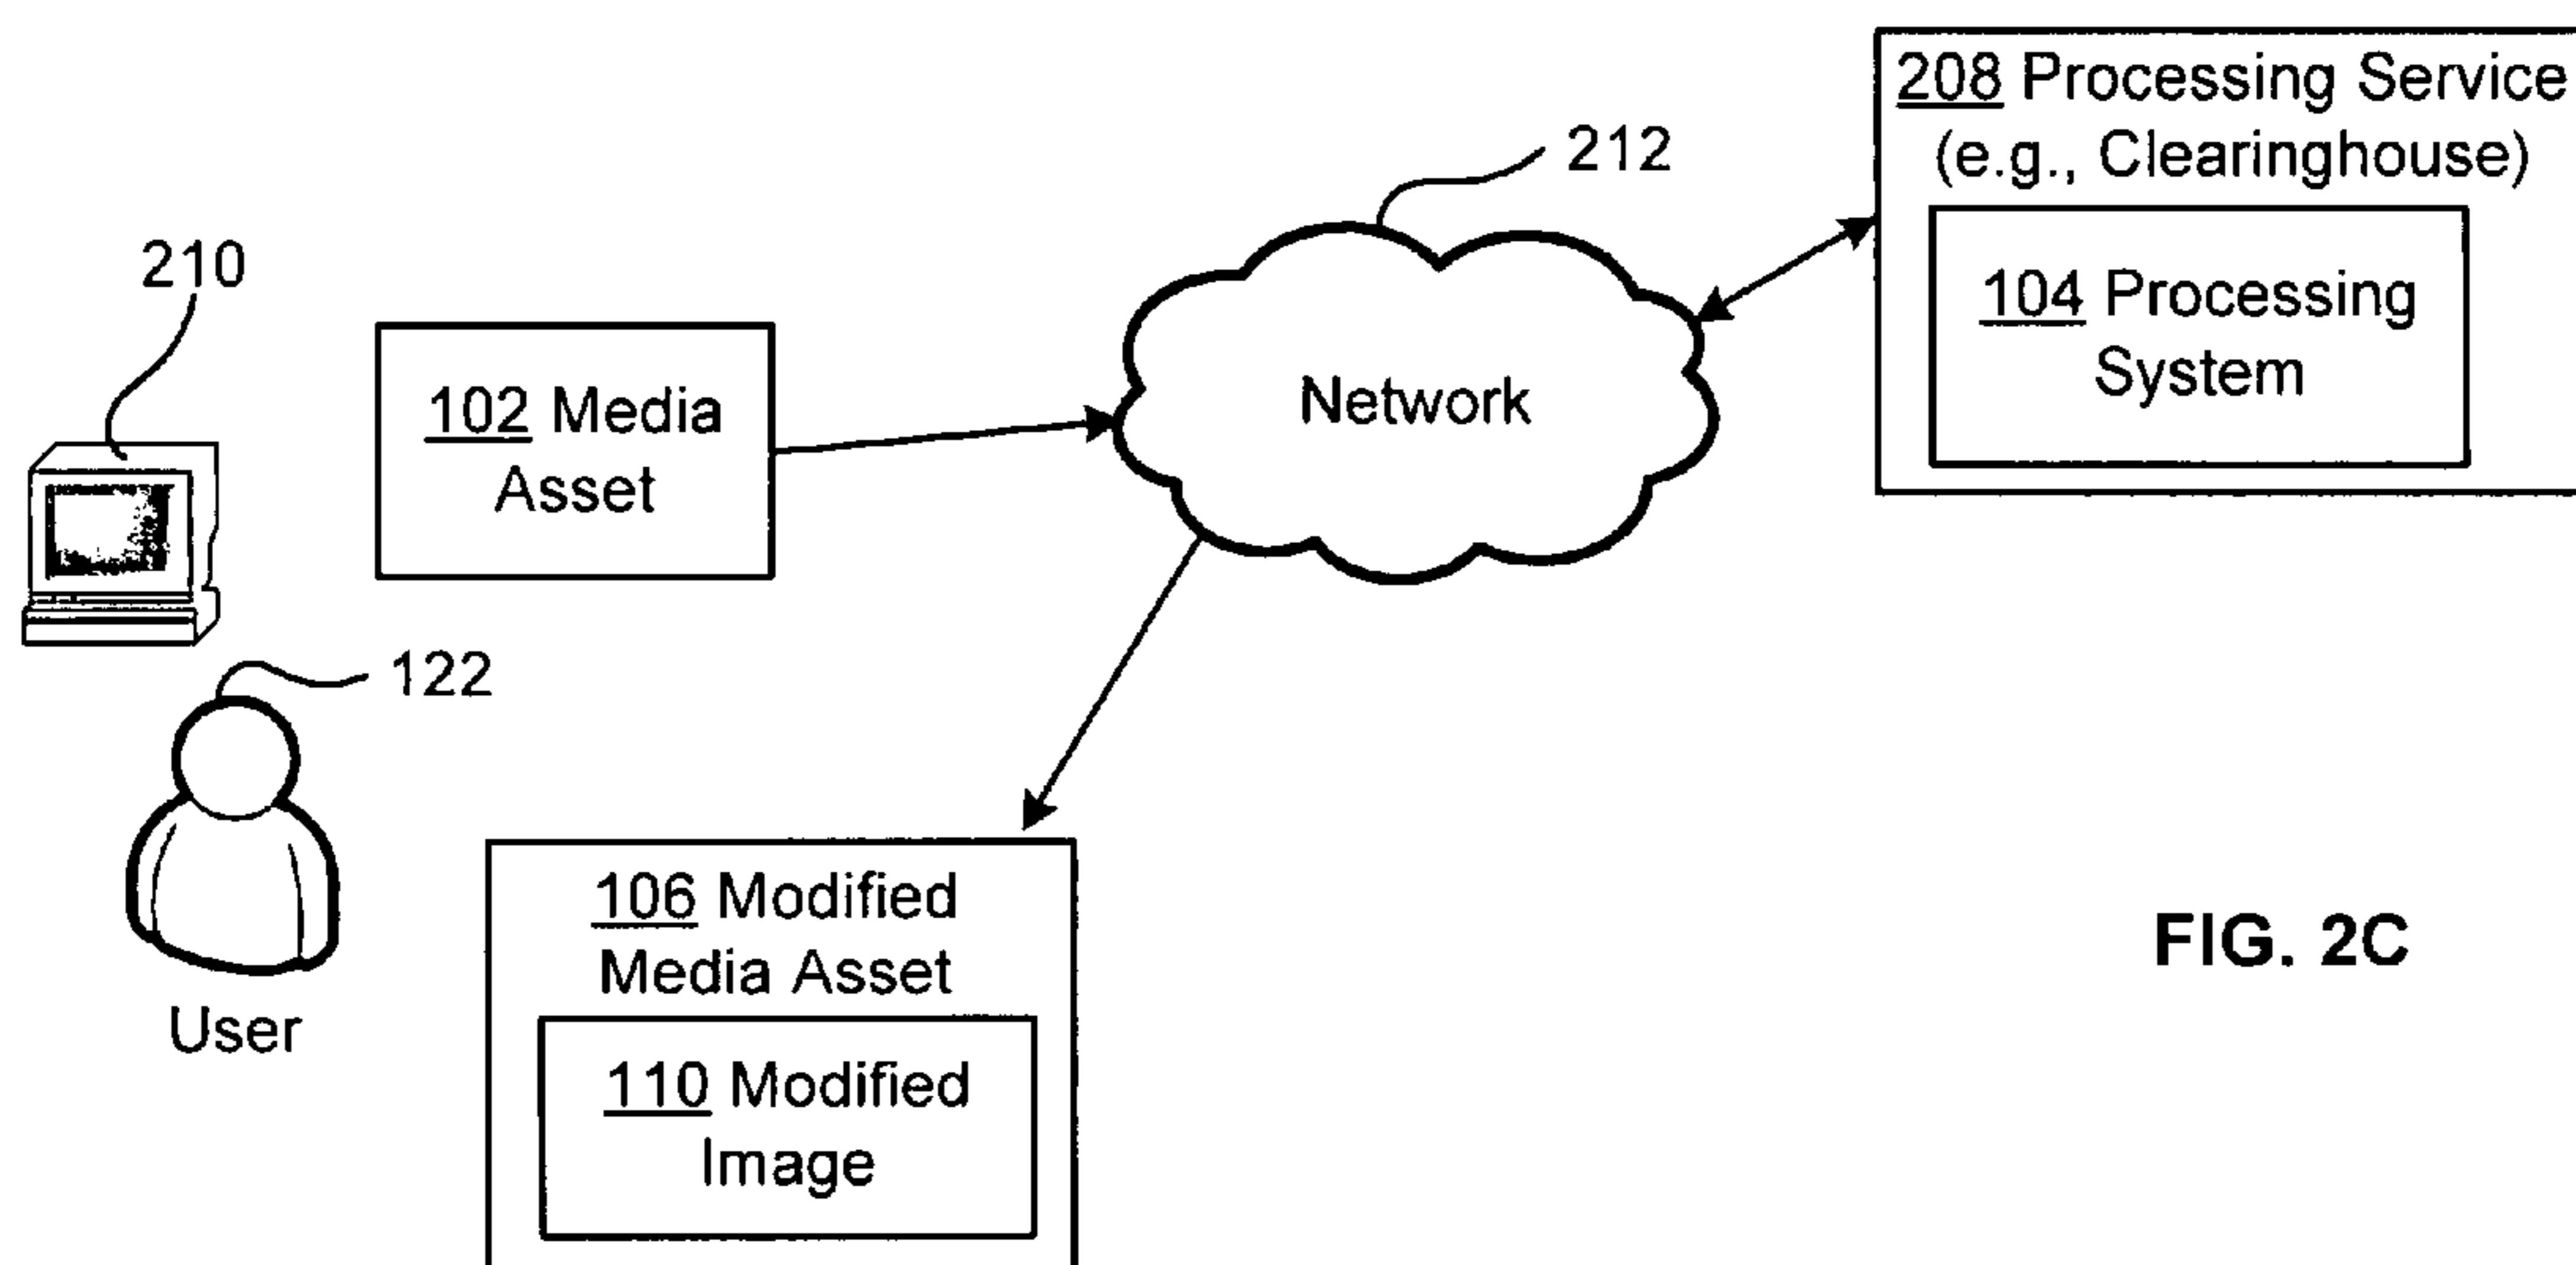 208 Processing Service
(e.g., Clearinghouse)
212
104 Processing
System
210
102 Media
Asset
Network
122
User
106 Modified
Media Asset
110 Modified
Image
FIG. 2C